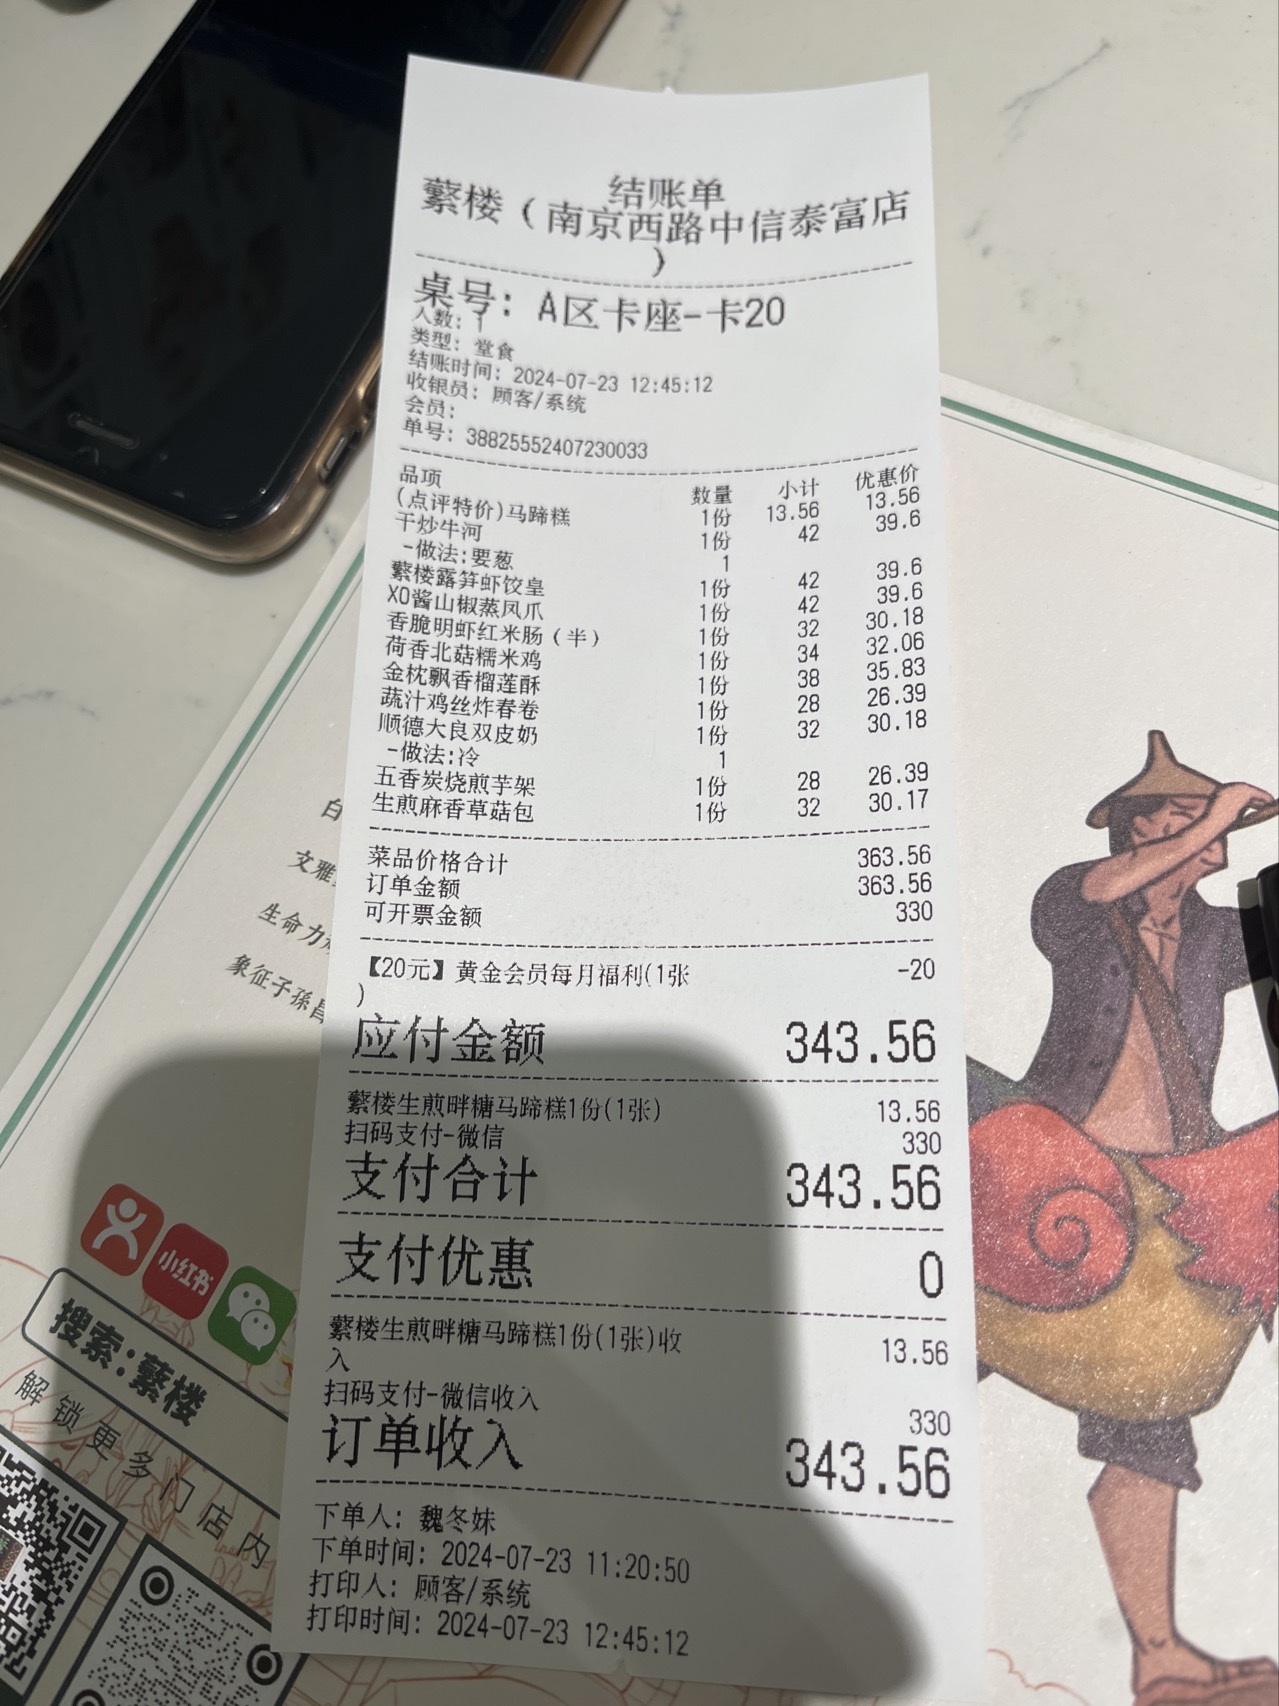 结账单
蘩楼（南京西路中信泰富店
）
桌号：A区卡座-卡20
人数：1
类型：堂食
结账时间：2024-07-23 12:45:12
收银员：顾客/系统
会员：
单号：38825552407230033
品项 数量 小计 优惠价
(点评特价)马蹄糕 1份 13.56 13.56
干炒牛河 1份 42 39.6
-做法:要葱 1
蘩楼露笋虾饺皇 1份 42 39.6
XO酱山椒蒸凤爪 1份 42 39.6
香脆明虾红米肠（半） 1份 32 30.18
荷香北菇糯米鸡 1份 34 32.06
金枕飘香榴莲酥 1份 38 35.83
蔬汁鸡丝炸春卷 1份 28 26.39
顺德大良双皮奶 1份 32 30.18
-做法:冷 1
五香炭烧煎芋架 1份 28 26.39
生煎麻香草菇包 1份 32 30.17
菜品价格合计 363.56
订单金额 363.56
可开票金额 330
【20元】黄金会员每月福利(1张
) -20
应付金额 343.56
蘩楼生煎畔糖马蹄糕1份(1张) 13.56
扫码支付-微信 330
支付合计 343.56
支付优惠 0
蘩楼生煎畔糖马蹄糕1份(1张)收
入 13.56
扫码支付-微信收入 330
订单收入 343.56
下单人：魏冬妹
下单时间：2024-07-23 11:20:50
打印人：顾客/系统
打印时间：2024-07-23 12:45:12
白
文雅
生命力
象征子孫昌
小红书
搜索:蘩楼
解锁更多门店内